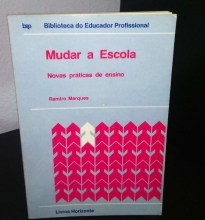 bep Biblioteca do Educador Profissional
Mudar a Escola
Novas práticas de ensino
Ramiro Marques
Livros Horizonte